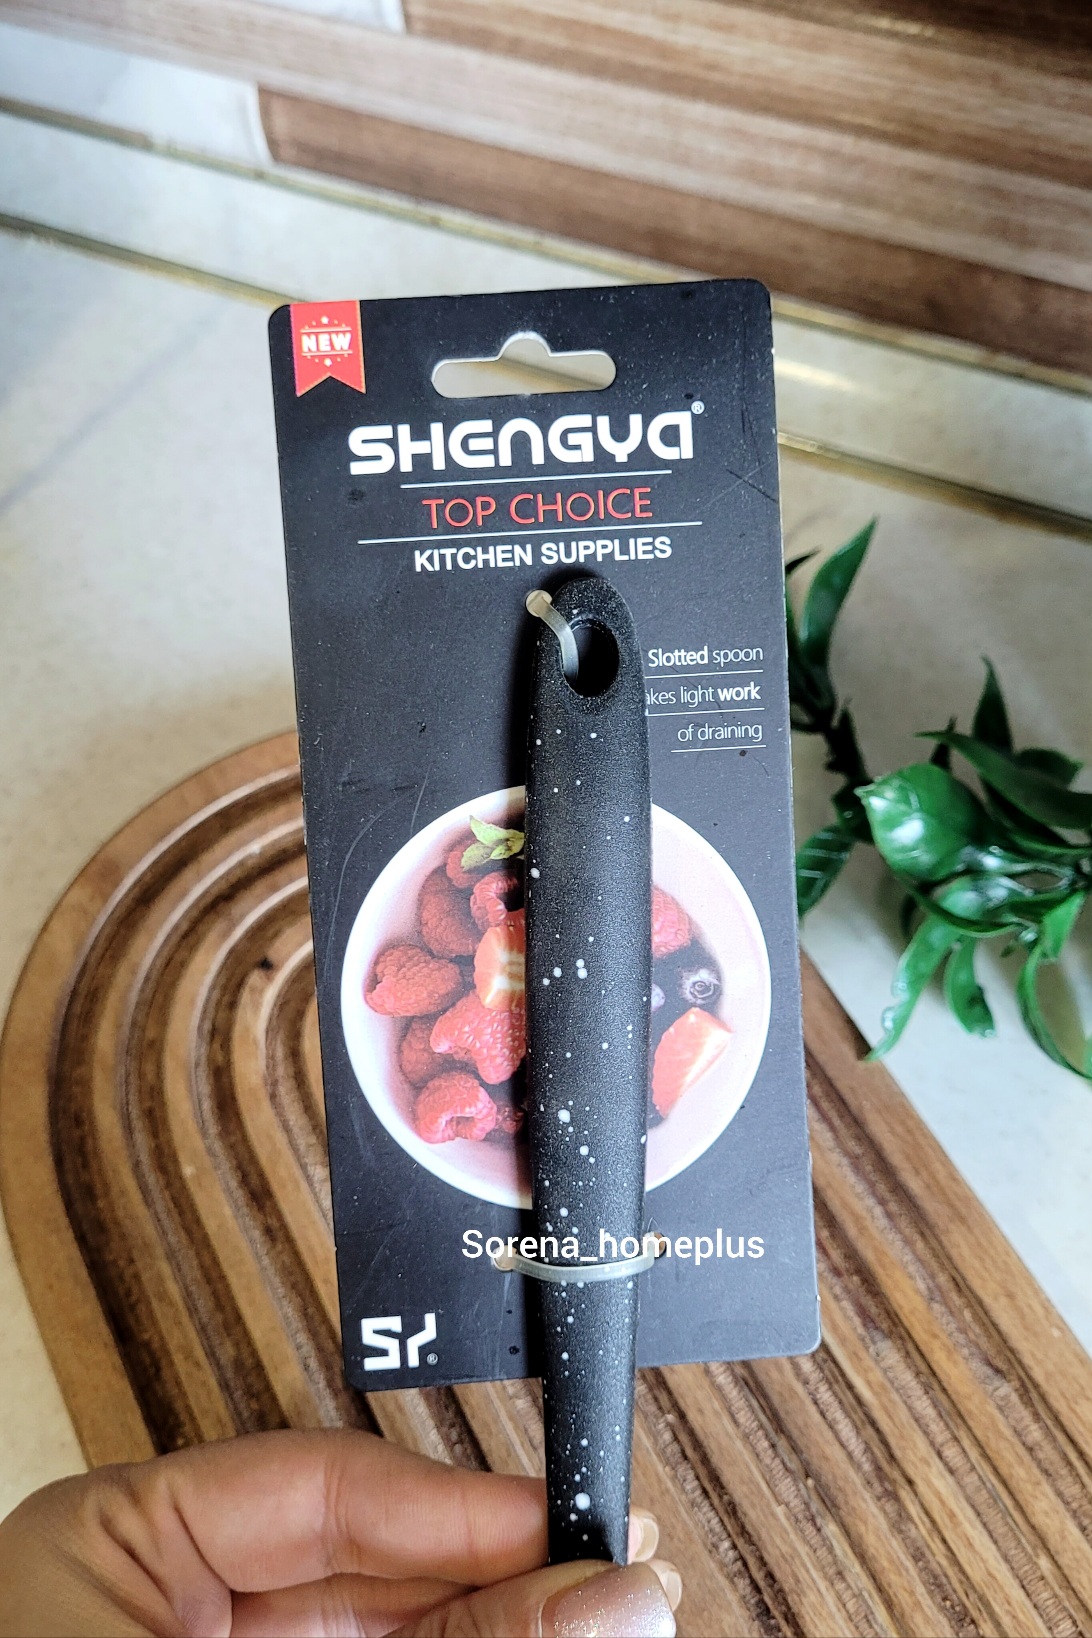 NEW
SHENGYA®
TOP CHOICE
KITCHEN SUPPLIES
Slotted spoon
light work
of draining
Sorena_homeplus
SY®